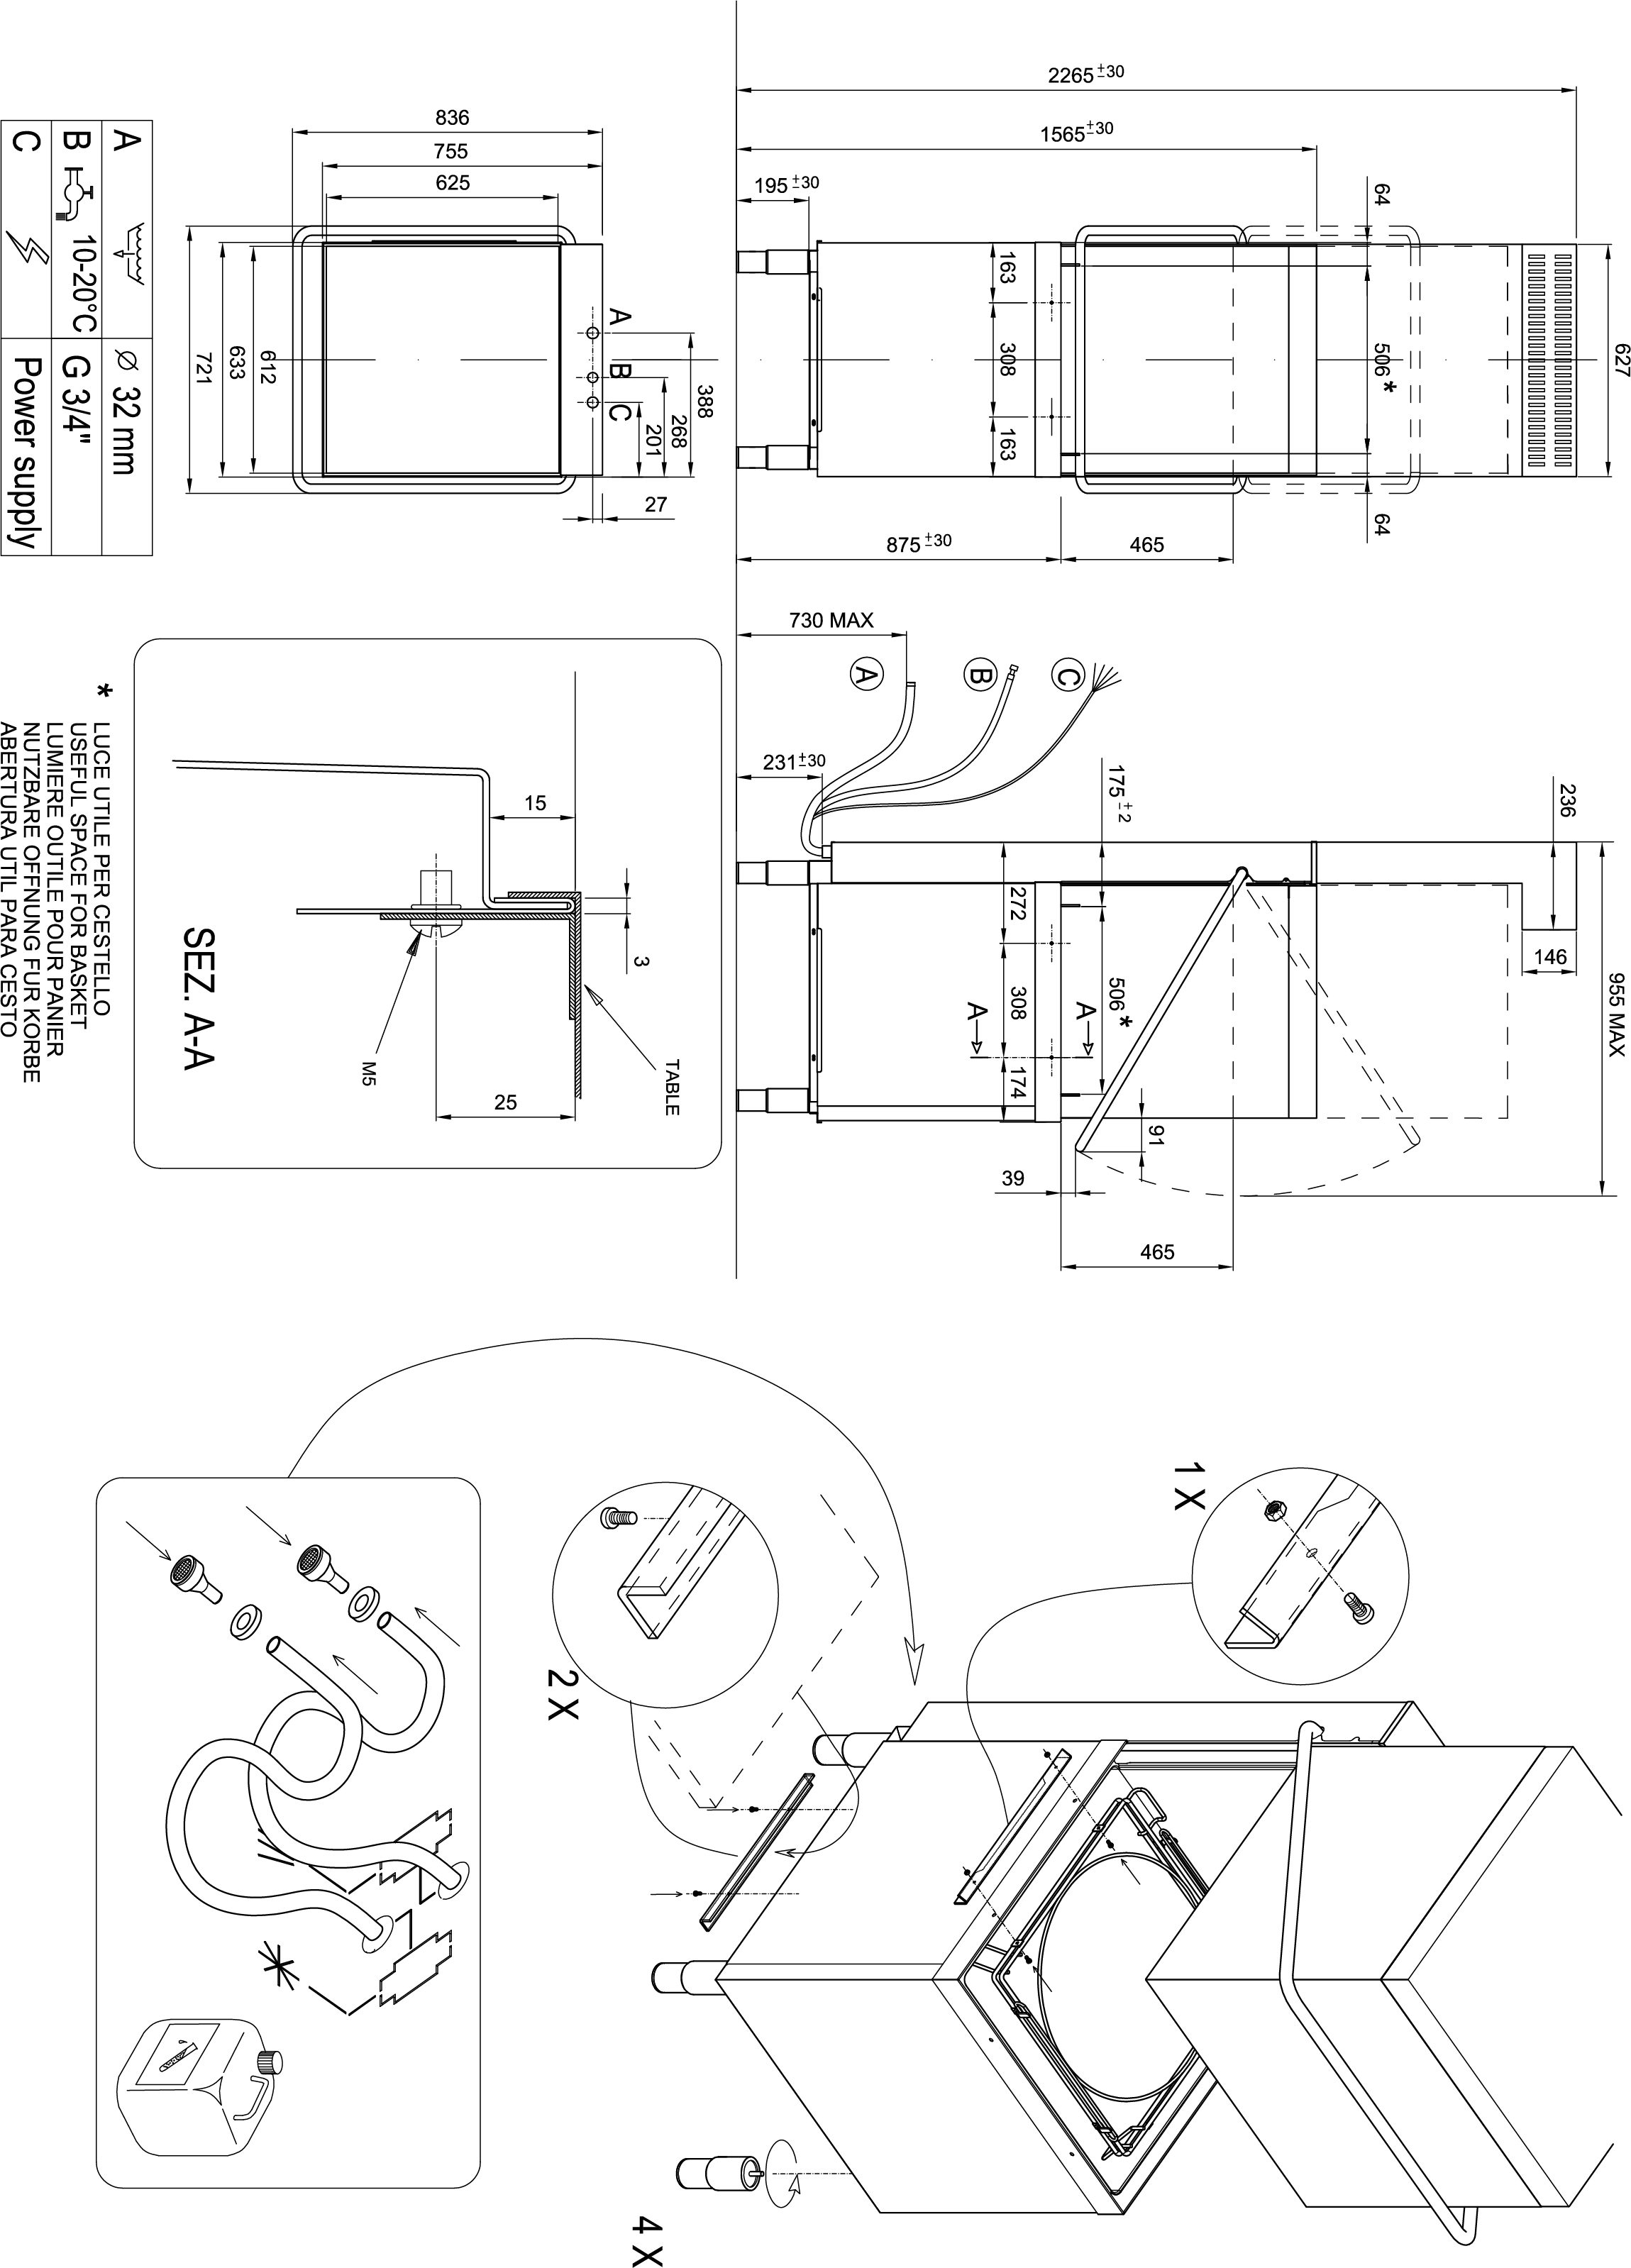 2265±30
1565±30
195±30
64
506*
64
627
163
308
163
875±30
465
836
755
625
A
B
C
388
268
201
27
612
633
721
A
Ø 32 mm
B
10-20°C
G 3/4"
C
Power supply
730 MAX
A
B
C
231±30
175±2
236
955 MAX
146
272
308
174
506*
A
A
91
39
465
15
3
25
M5
TABLE
SEZ. A-A
* LUCE UTILE PER CESTELLO
USEFUL SPACE FOR BASKET
LUMIERE OUTILE POUR PANIER
NUTZBARE OFFNUNG FUR KORBE
ABERTURA UTIL PARA CESTO
1 X
2 X
4 X